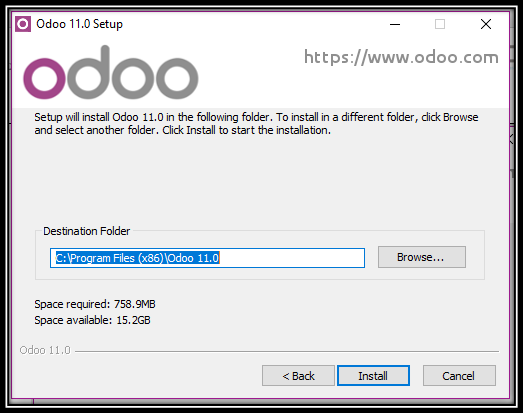 Odoo 11.0 Setup
odoo
https://www.odoo.com
Setup will install Odoo 11.0 in the following folder. To install in a different folder, click Browse
and select another folder. Click Install to start the installation.
Destination Folder
C:\Program Files (x86)\Odoo 11.0
Browse...
Space required: 758.9MB
Space available: 15.2GB
Odoo 11.0
< Back
Install
Cancel